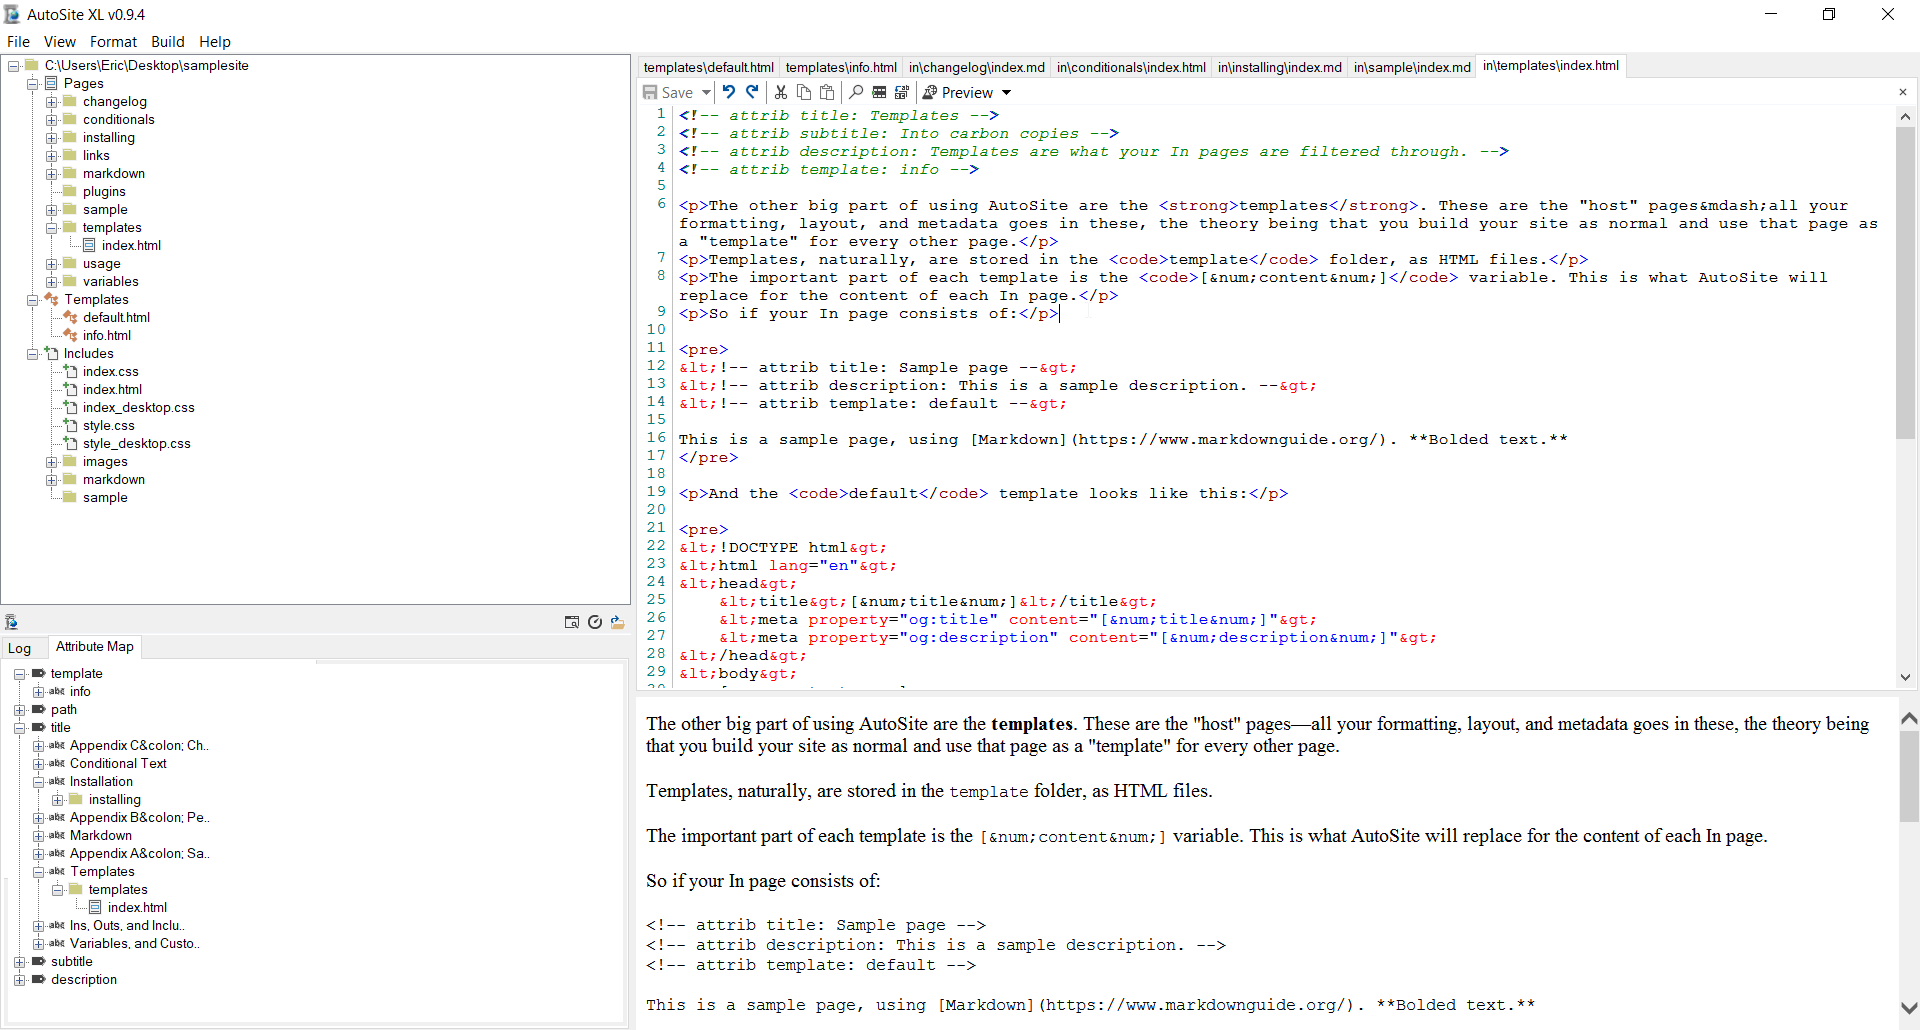 AutoSite XL v0.9.4
File View Format Build Help
C:\Users\Eric\Desktop\samplesite
Pages
changelog
conditionals
installing
links
markdown
plugins
sample
templates
index.html
usage
variables
Templates
default.html
info.html
Includes
index.css
index.html
index_desktop.css
style.css
style_desktop.css
images
markdown
sample
Log Attribute Map
template
info
path
title
Appendix C&colon; Ch..
Conditional Text
Installation
installing
Appendix B&colon; Pe..
Markdown
Appendix A&colon; Sa..
Templates
templates
index.html
Ins, Outs, and Inclu..
Variables, and Custo..
subtitle
description
templates\default.html templates\info.html in\changelog\index.md in\conditionals\index.html in\installing\index.md in\sample\index.md in\templates\index.html
Save Preview
1 <!-- attrib title: Templates -->
2 <!-- attrib subtitle: Into carbon copies -->
3 <!-- attrib description: Templates are what your In pages are filtered through. -->
4 <!-- attrib template: info -->
5
6 <p>The other big part of using AutoSite are the <strong>templates</strong>. These are the "host" pages&mdash;all your
formatting, layout, and metadata goes in these, the theory being that you build your site as normal and use that page as
a "template" for every other page.</p>
7 <p>Templates, naturally, are stored in the <code>template</code> folder, as HTML files.</p>
8 <p>The important part of each template is the <code>[&num;content&num;]</code> variable. This is what AutoSite will
replace for the content of each In page.</p>
9 <p>So if your In page consists of:</p>
10
11 <pre>
12 &lt;!-- attrib title: Sample page --&gt;
13 &lt;!-- attrib description: This is a sample description. --&gt;
14 &lt;!-- attrib template: default --&gt;
15
16 This is a sample page, using [Markdown](https://www.markdownguide.org/). **Bolded text.**
17 </pre>
18
19 <p>And the <code>default</code> template looks like this:</p>
20
21 <pre>
22 &lt;!DOCTYPE html&gt;
23 &lt;html lang="en"&gt;
24 &lt;head&gt;
25 &lt;title&gt;[&num;title&num;]&lt;/title&gt;
26 &lt;meta property="og:title" content="[&num;title&num;]"&gt;
27 &lt;meta property="og:description" content="[&num;description&num;]"&gt;
28 &lt;/head&gt;
29 &lt;body&gt;
The other big part of using AutoSite are the templates. These are the "host" pages—all your formatting, layout, and metadata goes in these, the theory being
that you build your site as normal and use that page as a "template" for every other page.
Templates, naturally, are stored in the template folder, as HTML files.
The important part of each template is the [&num;content&num;] variable. This is what AutoSite will replace for the content of each In page.
So if your In page consists of:
<!-- attrib title: Sample page -->
<!-- attrib description: This is a sample description. -->
<!-- attrib template: default -->
This is a sample page, using [Markdown](https://www.markdownguide.org/). **Bolded text.**